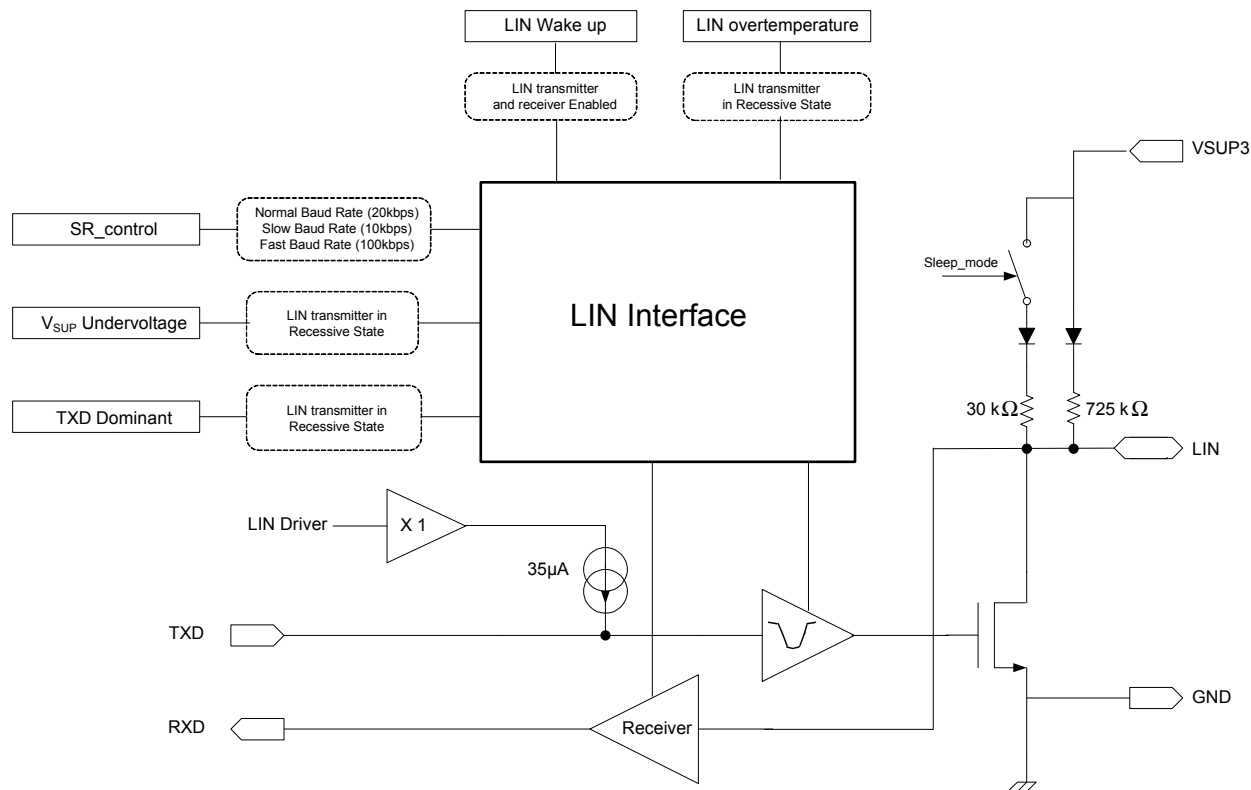 LIN Wake up
LIN overtemperature
LIN transmitter
and receiver Enabled
LIN transmitter
in Recessive State
VSUP3
SR_control
Normal Baud Rate (20kbps)
Slow Baud Rate (10kbps)
Fast Baud Rate (100kbps)
Sleep_mode
LIN Interface
VSUP Undervoltage
LIN transmitter in
Recessive State
TXD Dominant
LIN transmitter in
Recessive State
30 kΩ
725 kΩ
LIN
LIN Driver
X 1
35µA
TXD
GND
RXD
Receiver